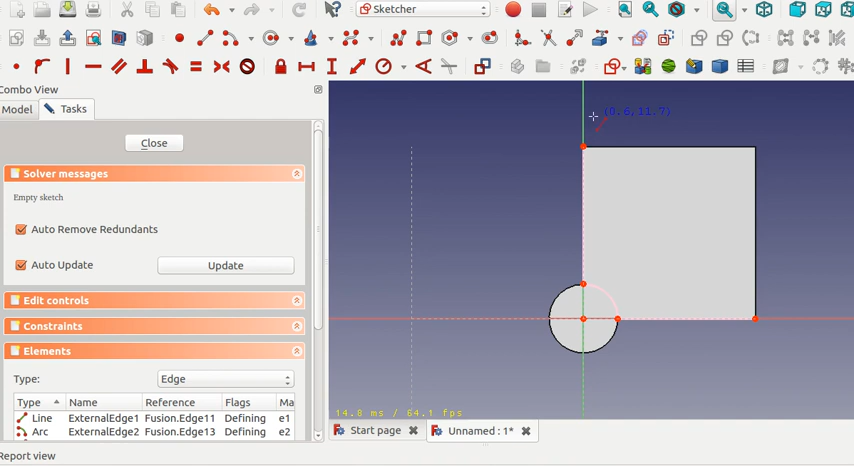 Sketcher
Combo View
Model
Tasks
Close
Solver messages
Empty sketch
Auto Remove Redundants
Auto Update
Update
Edit controls
Constraints
Elements
Type:
Edge
Type Name Reference Flags Ma
Line ExternalEdge1 Fusion.Edge11 Defining e1
Arc ExternalEdge2 Fusion.Edge13 Defining e2
(0.6,11.7)
14.8 ms / 64.1 fps
Start page
Unnamed : 1*
Report view